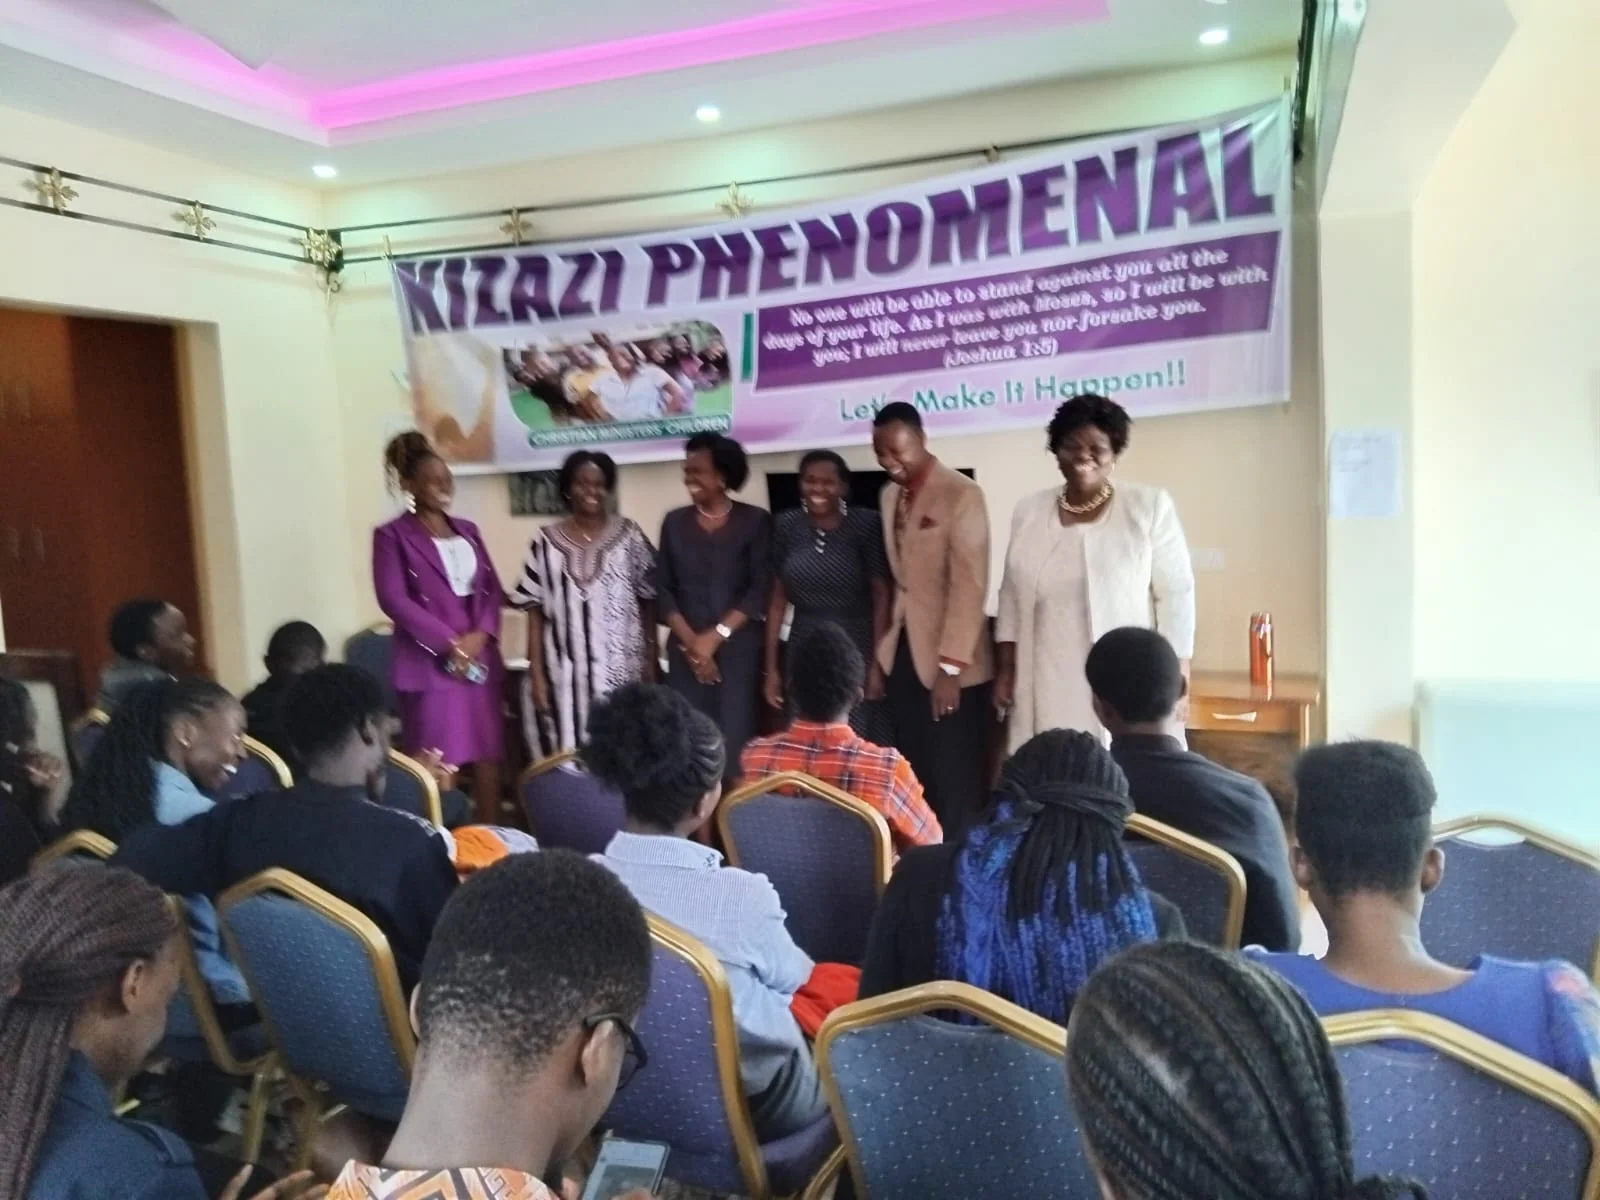 KIZAZI PHENOMENAL
No one will be able to stand against you all the
days of your life. As I was with Moses, so I will be with
you; I will never leave you nor forsake you.
(Joshua 1:5)
CHRISTIAN MINISTERS' CHILDREN
Let's Make It Happen!!